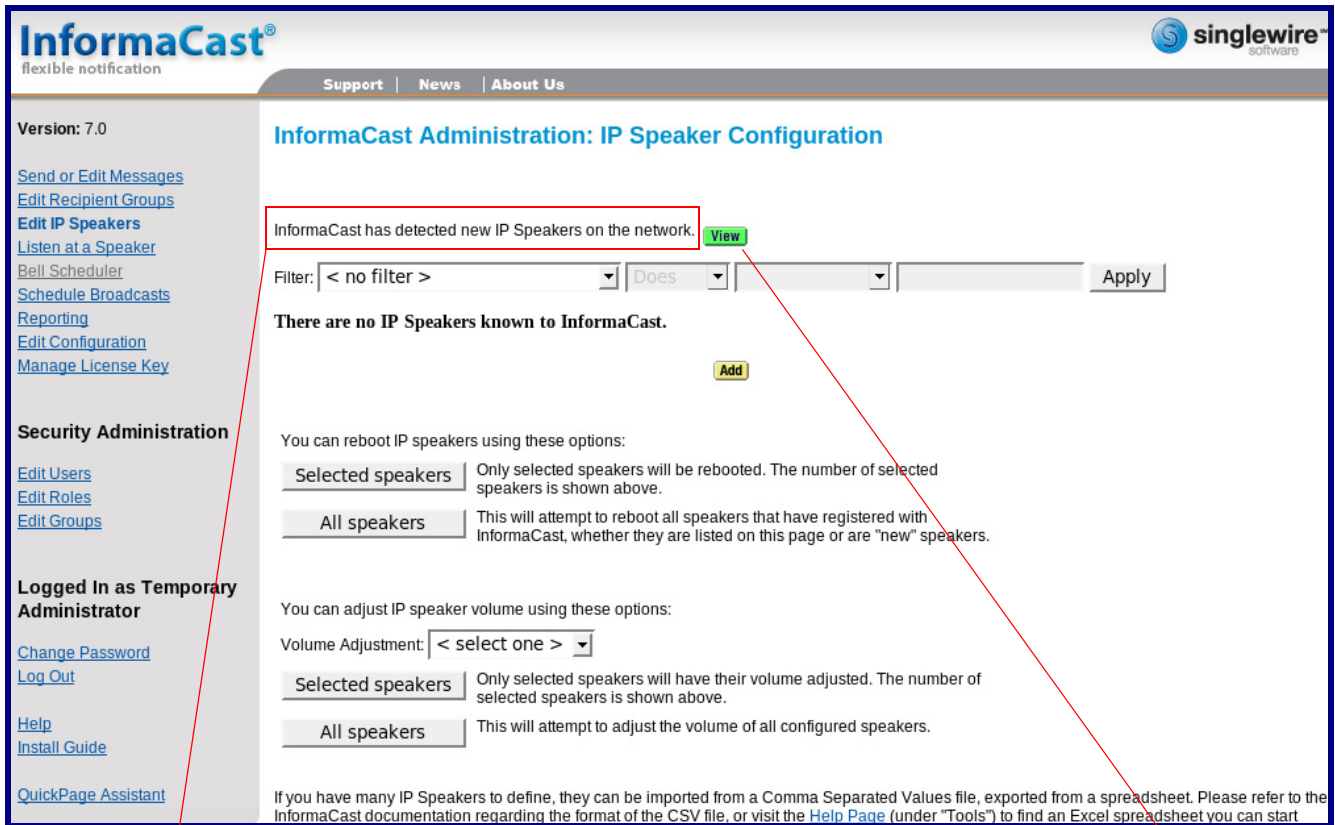 InformaCast®
flexible notification
singlewire℠
software
Support | News | About Us
Version: 7.0
Send or Edit Messages
Edit Recipient Groups
Edit IP Speakers
Listen at a Speaker
Bell Scheduler
Schedule Broadcasts
Reporting
Edit Configuration
Manage License Key
Security Administration
Edit Users
Edit Roles
Edit Groups
Logged In as Temporary
Administrator
Change Password
Log Out
Help
Install Guide
QuickPage Assistant
InformaCast Administration: IP Speaker Configuration
InformaCast has detected new IP Speakers on the network. View
Filter: < no filter > Does Apply
There are no IP Speakers known to InformaCast.
Add
You can reboot IP speakers using these options:
Selected speakers
Only selected speakers will be rebooted. The number of selected
speakers is shown above.
All speakers
This will attempt to reboot all speakers that have registered with
InformaCast, whether they are listed on this page or are "new" speakers.
You can adjust IP speaker volume using these options:
Volume Adjustment: < select one >
Selected speakers
Only selected speakers will have their volume adjusted. The number of
selected speakers is shown above.
All speakers
This will attempt to adjust the volume of all configured speakers.
If you have many IP Speakers to define, they can be imported from a Comma Separated Values file, exported from a spreadsheet. Please refer to the
InformaCast documentation regarding the format of the CSV file, or visit the Help Page (under "Tools") to find an Excel spreadsheet you can start